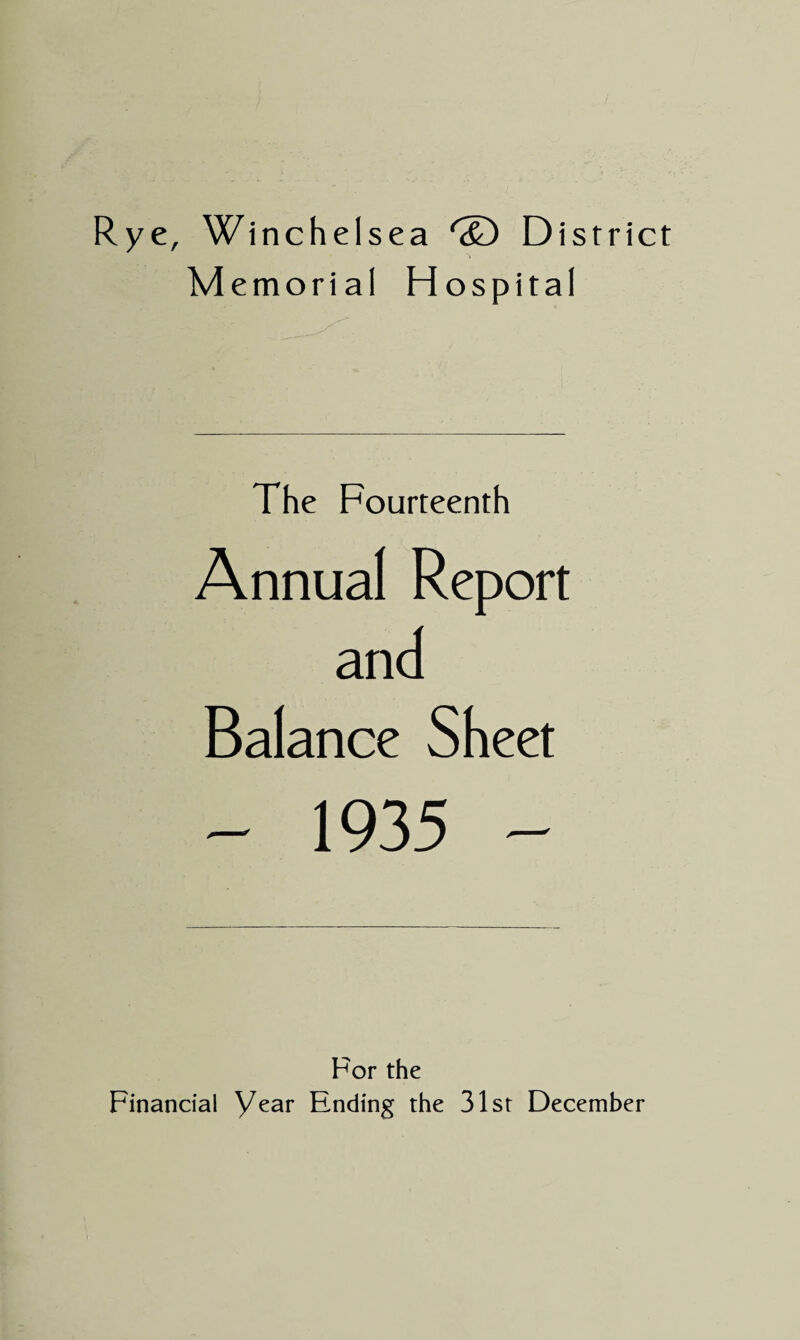 Rye, Winchelsea & District
Memorial Hospital
The Fourteenth
Annual Report
and
Balance Sheet
- 1935 -
For the
Financial Year Ending the 31st December